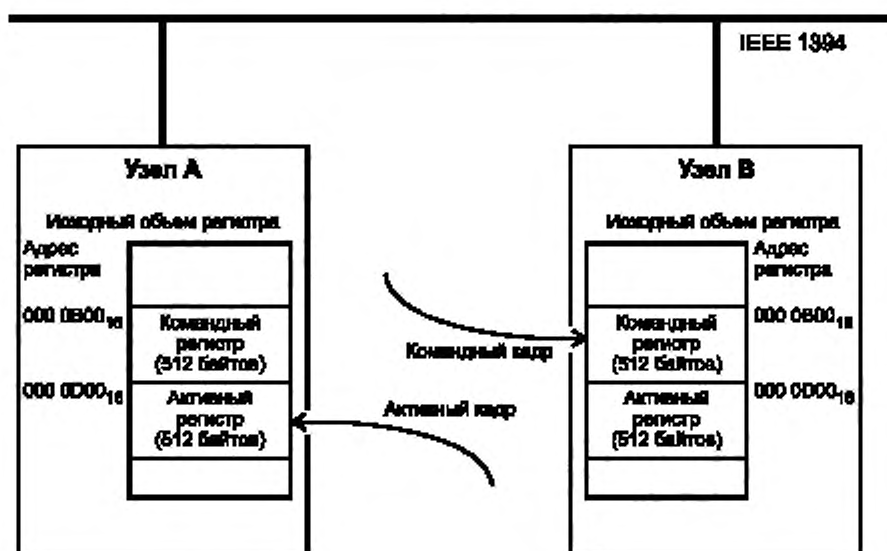 IEEE 1394
Узел А
Узел В
Исходный объем регистра
Исходный объем регистра
Адрес
регистра
Адрес
регистра
000 0B00₁₆
Командный
регистр
(512 байтов)
Командный кадр
Командный
регистр
(512 байтов)
000 0B00₁₆
000 0D00₁₆
Активный
регистр
(512 байтов)
Активный кадр
Активный
регистр
(512 байтов)
000 0D00₁₆